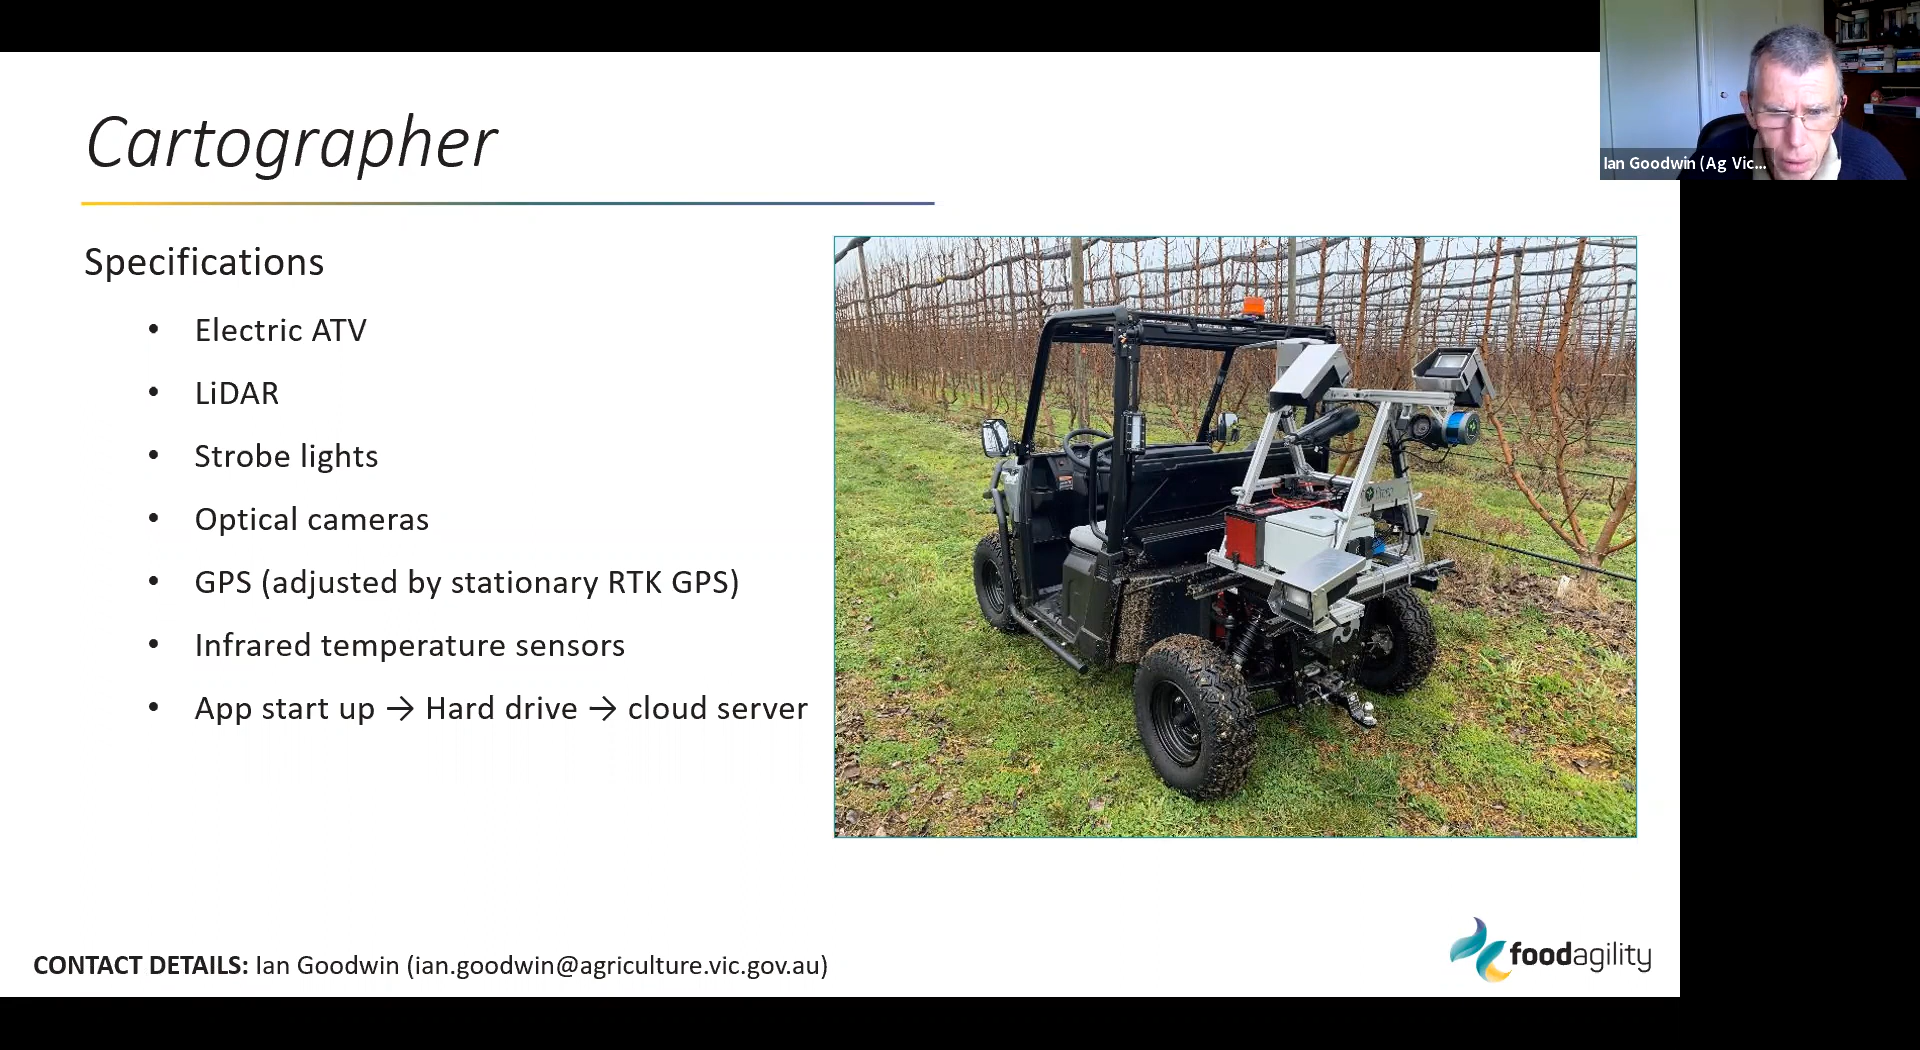 Cartographer
Ian Goodwin (Ag Vic...
Specifications
• Electric ATV
• LiDAR
• Strobe lights
• Optical cameras
• GPS (adjusted by stationary RTK GPS)
• Infrared temperature sensors
• App start up → Hard drive → cloud server
CONTACT DETAILS: Ian Goodwin (ian.goodwin@agriculture.vic.gov.au)
foodagility